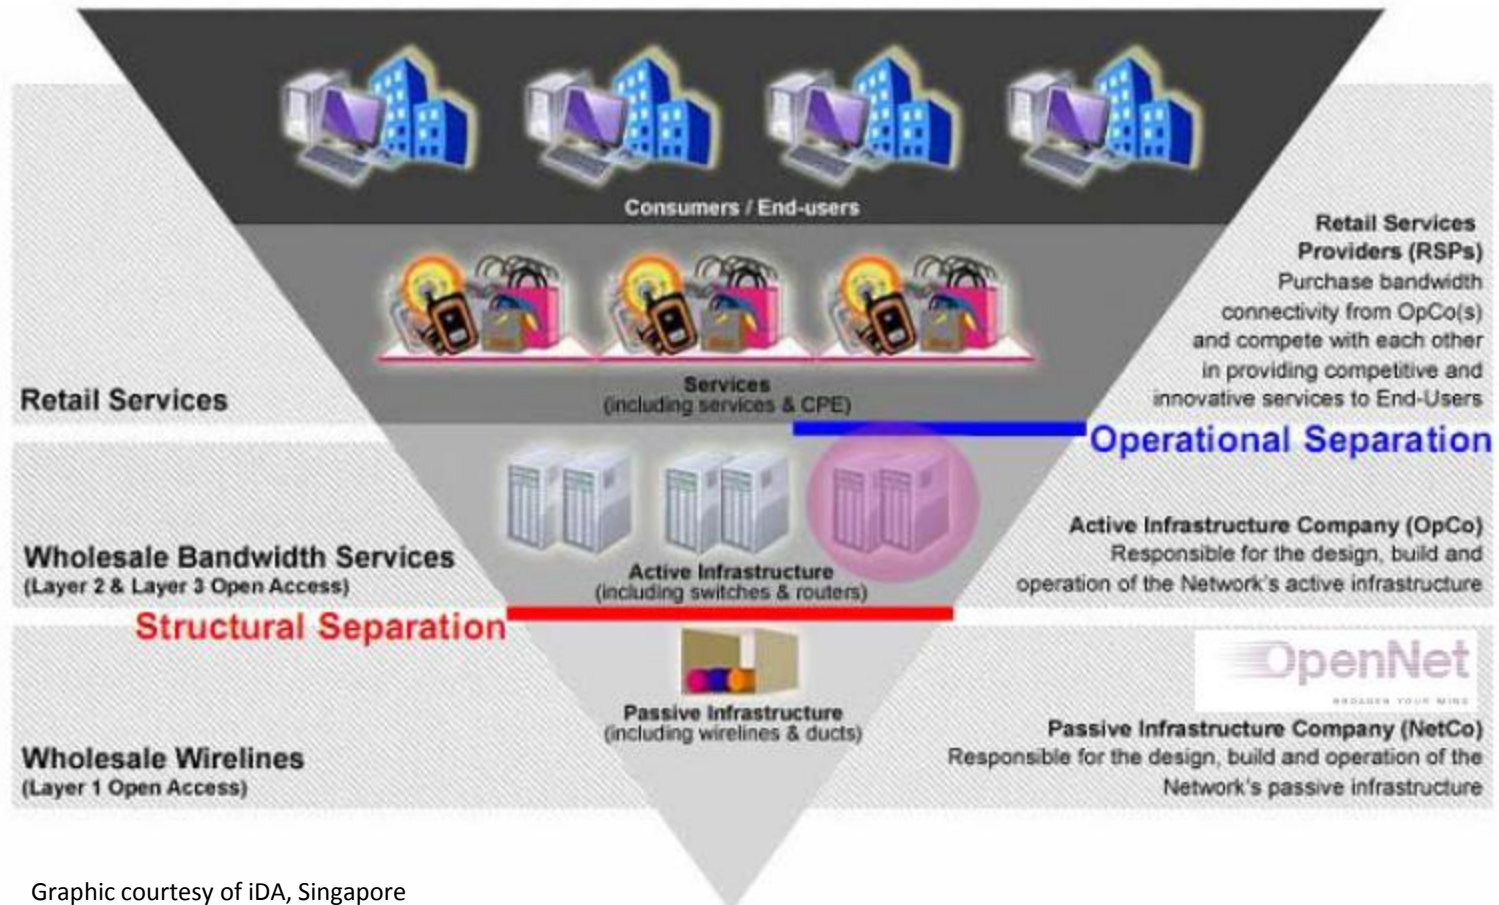 Consumers / End-users
Retail Services
Providers (RSPs)
Purchase bandwidth
connectivity from OpCo(s)
and compete with each other
in providing competitive and
innovative services to End-Users
Services
(including services & CPE)
Retail Services
Operational Separation
Wholesale Bandwidth Services
(Layer 2 & Layer 3 Open Access)
Active Infrastructure
(including switches & routers)
Active Infrastructure Company (OpCo)
Responsible for the design, build and
operation of the Network's active infrastructure
Structural Separation
OpenNet
BROADEN YOUR MIND
Passive Infrastructure
(including wirelines & ducts)
Wholesale Wirelines
(Layer 1 Open Access)
Passive Infrastructure Company (NetCo)
Responsible for the design, build and operation of the
Network's passive infrastructure
Graphic courtesy of iDA, Singapore